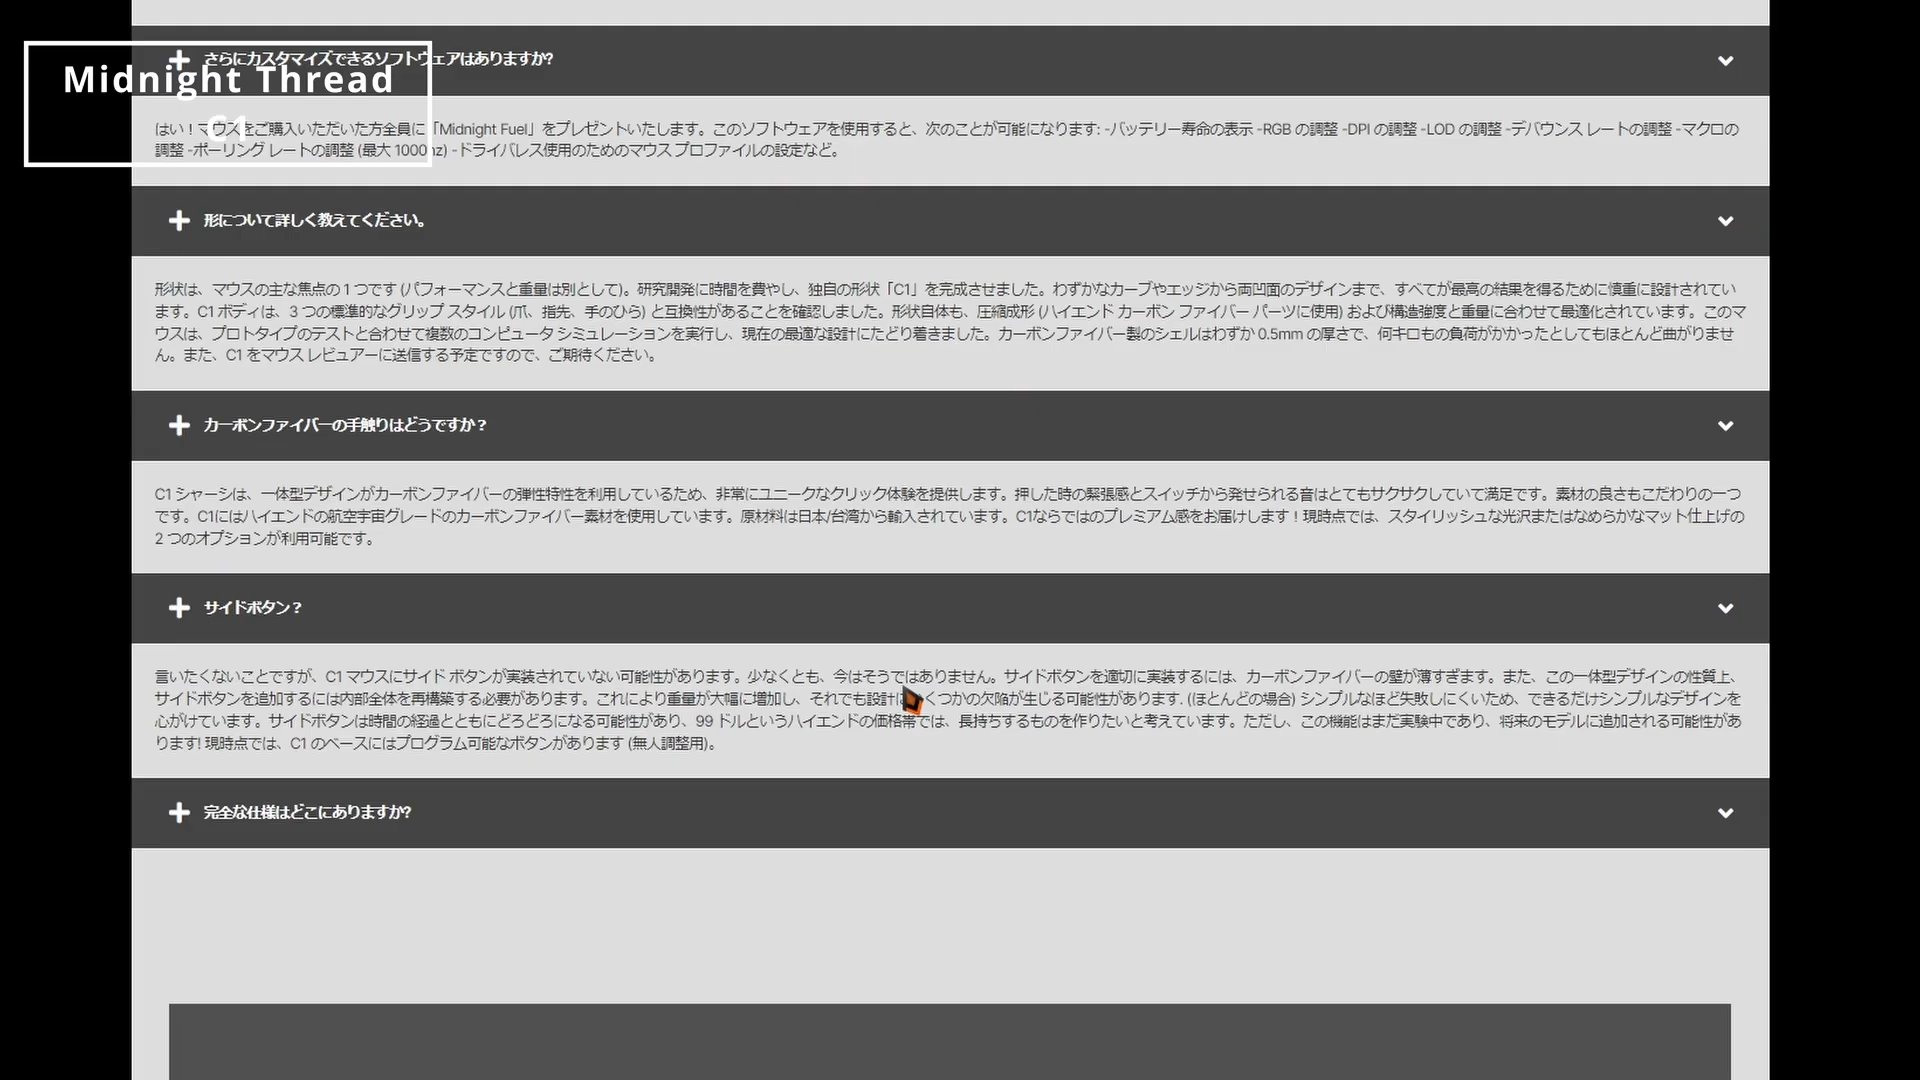 さらにカスタマイズできるソフトウェアはありますか?
Midnight Thread
C1
はい！マウスをご購入いただいた方全員に「Midnight Fuel」をプレゼントいたします。このソフトウェアを使用すると、次のことが可能になります: -バッテリー寿命の表示 -RGB の調整 -DPI の調整 -LOD の調整 -デバウンス レートの調整 -マクロの
調整 -ポーリング レートの調整 (最大 1000hz) -ドライバレス使用のためのマウス プロファイルの設定など。
形について詳しく教えてください。
形状は、マウスの主な焦点の 1 つです (パフォーマンスと重量は別として)。研究開発に時間を費やし、独自の形状「C1」を完成させました。わずかなカーブやエッジから両凹面のデザインまで、すべてが最高の結果を得るために慎重に設計されてい
ます。C1 ボディは、3 つの標準的なグリップ スタイル (爪、指先、手のひら) と互換性があることを確認しました。形状自体も、圧縮成形 (ハイエンド カーボン ファイバー パーツに使用) および構造強度と重量に合わせて最適化されています。このマ
ウスは、プロトタイプのテストと合わせて複数のコンピュータ シミュレーションを実行し、現在の最適な設計にたどり着きました。カーボンファイバー製のシェルはわずか 0.5mm の厚さで、何キロもの負荷がかかったとしてもほとんど曲がりませ
ん。また、C1 をマウス レビュアーに送信する予定ですので、ご期待ください。
カーボンファイバーの手触りはどうですか？
C1 シャーシは、一体型デザインがカーボンファイバーの弾性特性を利用しているため、非常にユニークなクリック体験を提供します。押した時の緊張感とスイッチから発せられる音はとてもサクサクしていて満足です。素材の良さもこだわりの一つ
です。C1にはハイエンドの航空宇宙グレードのカーボンファイバー素材を使用しています。原材料は日本/台湾から輸入されています。C1ならではのプレミアム感をお届けします！現時点では、スタイリッシュな光沢またはなめらかなマット仕上げの
2 つのオプションが利用可能です。
サイドボタン？
言いたくないことですが、C1 マウスにサイド ボタンが実装されていない可能性があります。少なくとも、今はそうではありません。サイドボタンを適切に実装するには、カーボンファイバーの壁が薄すぎます。また、この一体型デザインの性質上、
サイドボタンを追加するには内部全体を再構築する必要があります。これにより重量が大幅に増加し、それでも設計にくつかの欠陥が生じる可能性があります. (ほとんどの場合) シンプルなほど失敗しにくいため、できるだけシンプルなデザインを
心がけています。サイドボタンは時間の経過とともにどろどろになる可能性があり、99 ドルというハイエンドの価格帯では、長持ちするものを作りたいと考えています。ただし、この機能はまだ実験中であり、将来のモデルに追加される可能性があ
ります! 現時点では、C1 のベースにはプログラム可能なボタンがあります (無人調整用)。
完全な仕様はどこにありますか?